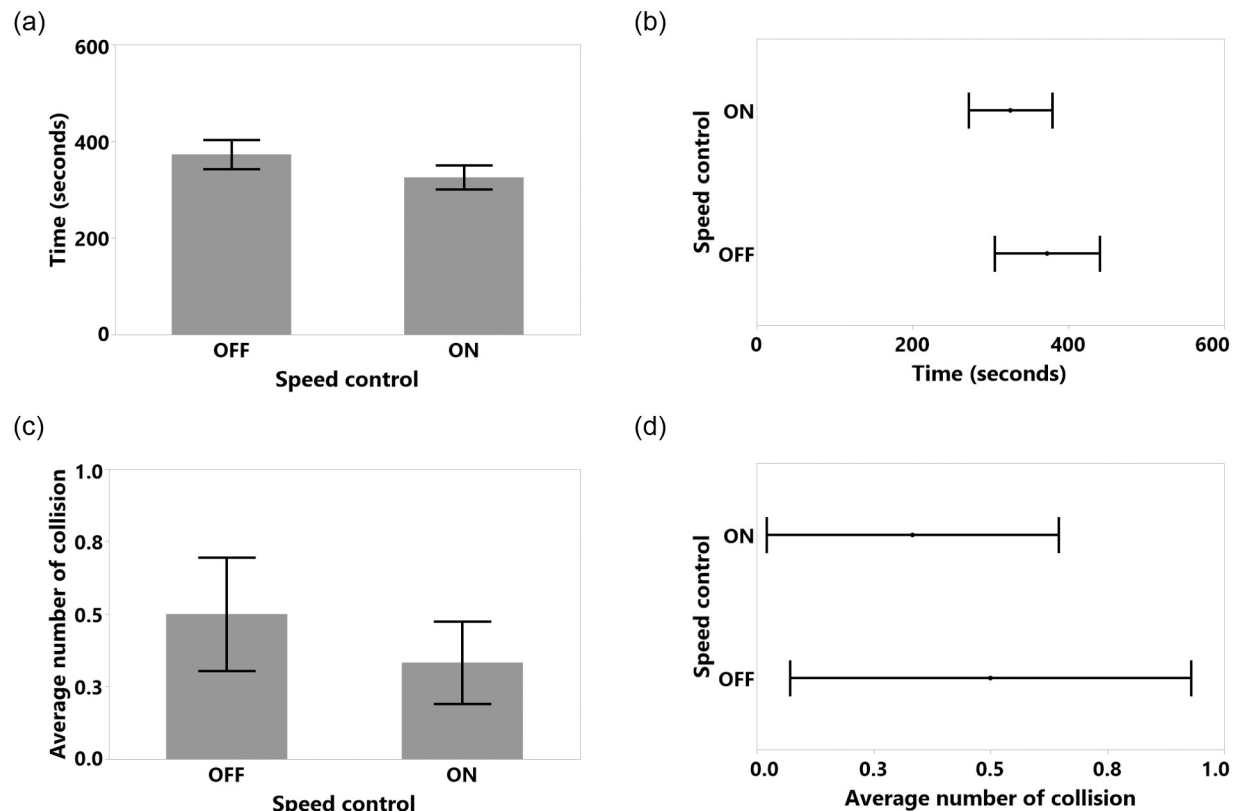 (a)
600
400
200
0
Time (seconds)
OFF ON
Speed control
(b)
Speed control
ON
OFF
0 200 400 600
Time (seconds)
(c)
1.0
0.8
0.5
0.3
0.0
Average number of collision
OFF ON
Speed control
(d)
Speed control
ON
OFF
0.0 0.3 0.5 0.8 1.0
Average number of collision